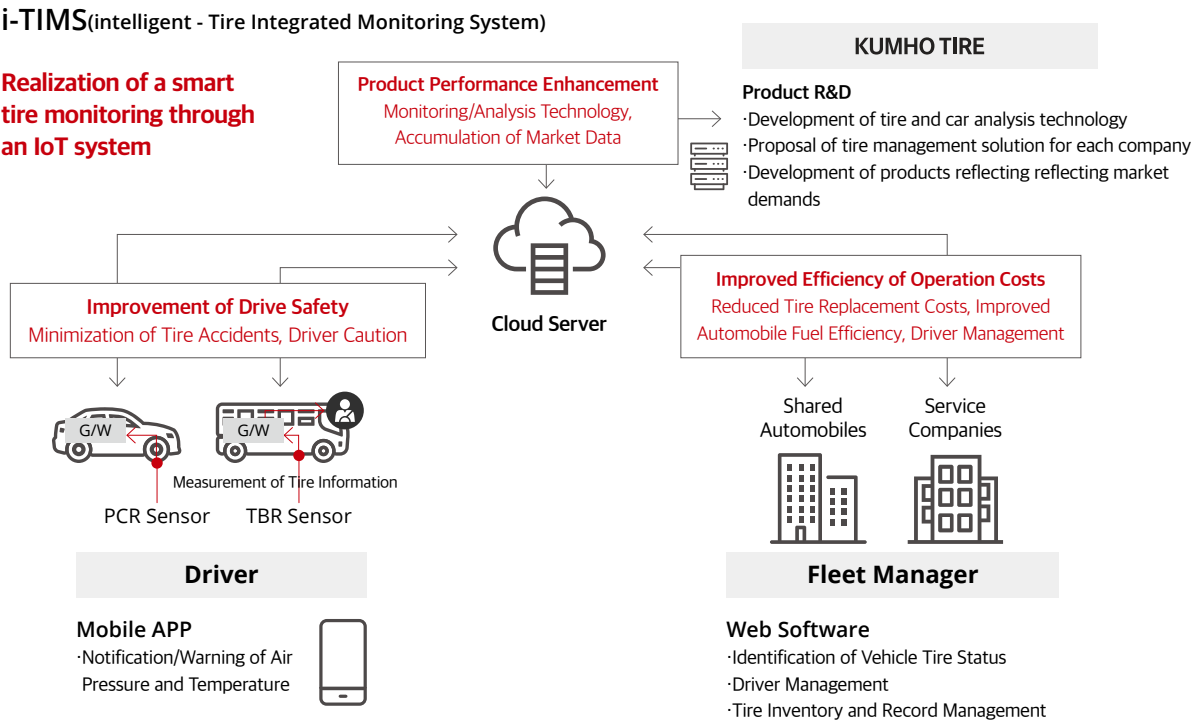 i-TIMS(intelligent - Tire Integrated Monitoring System)
Realization of a smart
tire monitoring through
an IoT system
Product Performance Enhancement
Monitoring/Analysis Technology,
Accumulation of Market Data
KUMHO TIRE
Product R&D
·Development of tire and car analysis technology
·Proposal of tire management solution for each company
·Development of products reflecting reflecting market
demands
Cloud Server
Improvement of Drive Safety
Minimization of Tire Accidents, Driver Caution
Improved Efficiency of Operation Costs
Reduced Tire Replacement Costs, Improved
Automobile Fuel Efficiency, Driver Management
G/W
G/W
Measurement of Tire Information
PCR Sensor
TBR Sensor
Shared
Automobiles
Service
Companies
Driver
Mobile APP
·Notification/Warning of Air
Pressure and Temperature
Fleet Manager
Web Software
·Identification of Vehicle Tire Status
·Driver Management
·Tire Inventory and Record Management